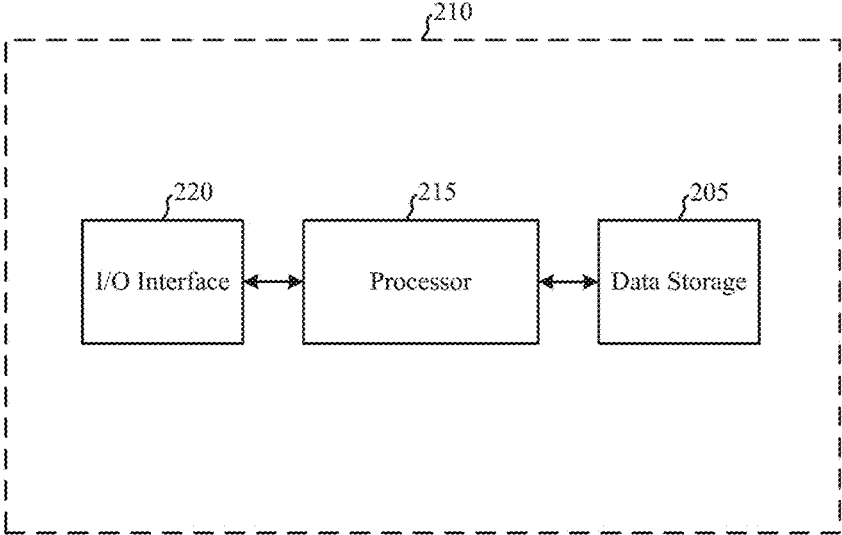 210
220
215
205
I/O Interface
Processor
Data Storage